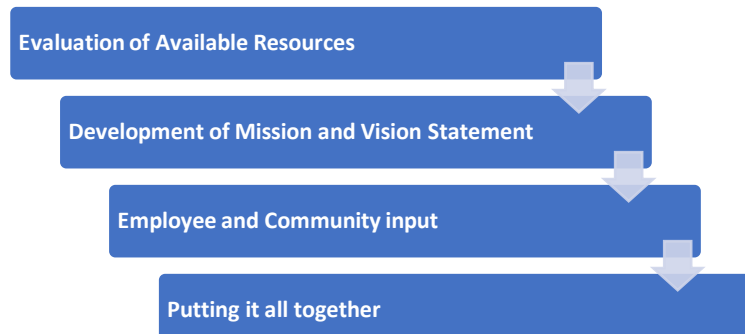 Evaluation of Available Resources
Development of Mission and Vision Statement
Employee and Community input
Putting it all together